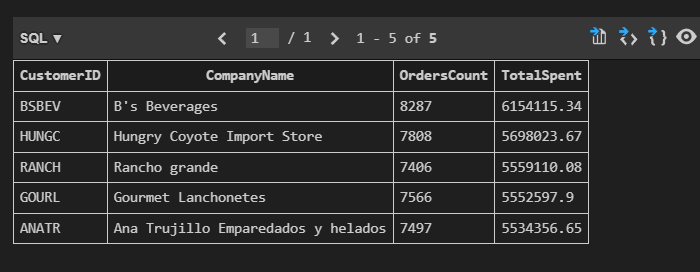 SQL ▼ < 1 / 1 > 1 - 5 of 5
CustomerID CompanyName OrdersCount TotalSpent
BSBEV B's Beverages 8287 6154115.34
HUNGC Hungry Coyote Import Store 7808 5698023.67
RANCH Rancho grande 7406 5559110.08
GOURL Gourmet Lanchonetes 7566 5552597.9
ANATR Ana Trujillo Emparedados y helados 7497 5534356.65